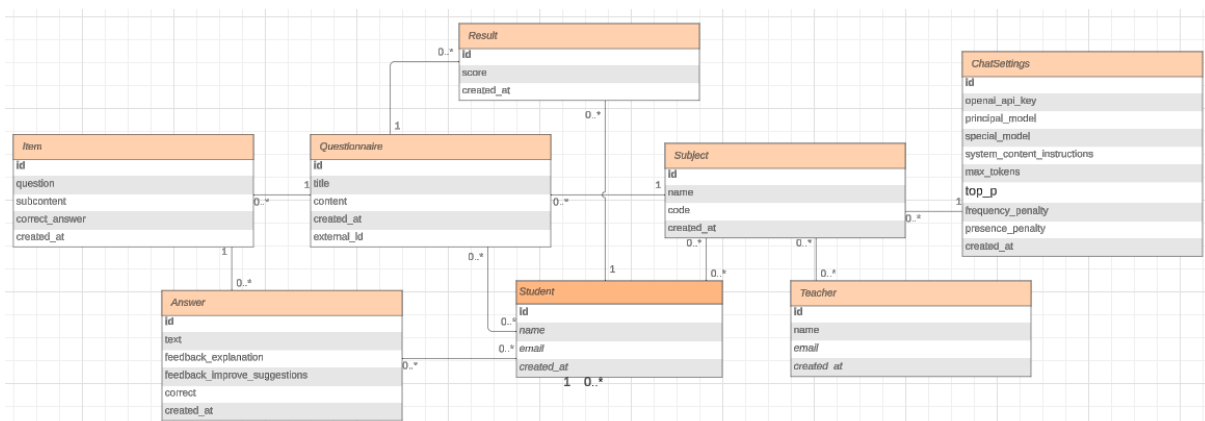 Result
id
score
created_at
0..*
1
0..*
ChatSettings
id
openai_api_key
principal_model
special_model
system_content_instructions
max_tokens
top_p
frequency_penalty
presence_penalty
created_at
Item
id
question
subcontent
correct_answer
created_at
0..*
1
Questionnaire
id
title
content
created_at
external_id
0..*
1
Subject
id
name
code
created_at
0..*
1
1
0..*
0..*
0..*
0..*
0..*
0..*
1
Answer
id
text
feedback_explanation
feedback_improve_suggestions
correct
created_at
0..*
0..*
0..*
Student
id
name
email
created_at
1 0..*
Teacher
id
name
email
created_at